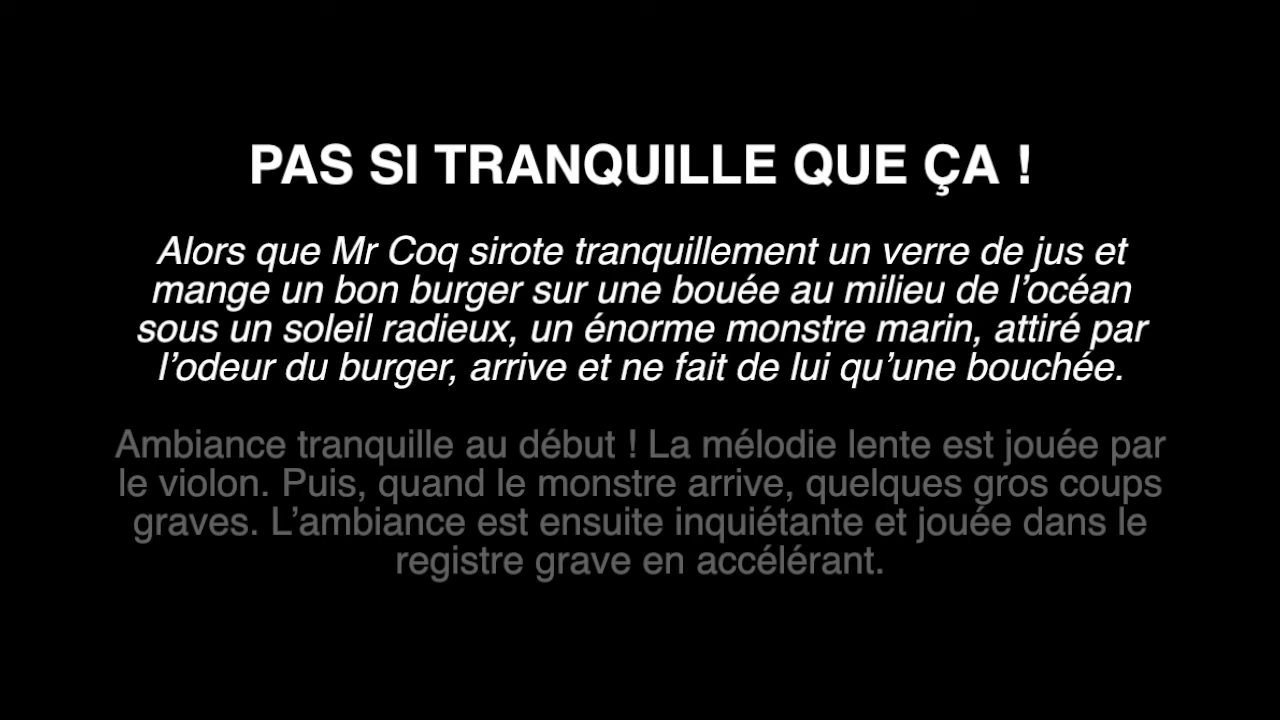 PAS SI TRANQUILLE QUE ÇA !
Alors que Mr Coq sirote tranquillement un verre de jus et
mange un bon burger sur une bouée au milieu de l’océan
sous un soleil radieux, un énorme monstre marin, attiré par
l’odeur du burger, arrive et ne fait de lui qu’une bouchée.
Ambiance tranquille au début ! La mélodie lente est jouée par
le violon. Puis, quand le monstre arrive, quelques gros coups
graves. L’ambiance est ensuite inquiétante et jouée dans le
registre grave en accélérant.